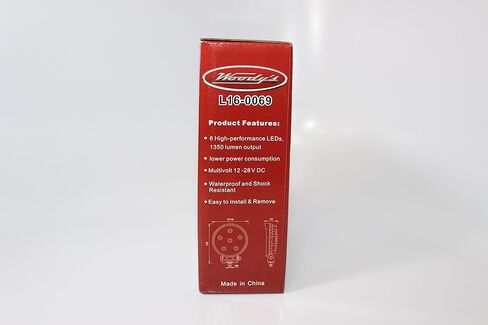 Woody's
L16-0069
Product Features:
• 6 High-performance LEDs,
1350 lumen output
• lower power consumption
• Multivolt 12-28V DC
• Waterproof and Shock
Resistant
• Easy to Install & Remove
Made in China